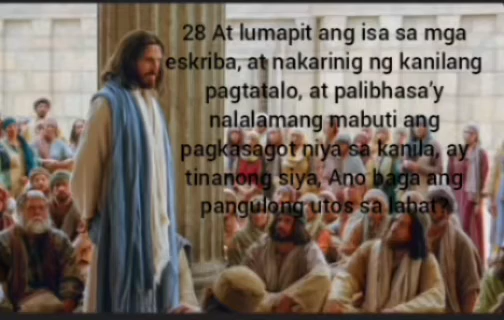 28 At lumapit ang isa sa mga
eskriba, at nakarinig ng kanilang
pagtatalo, at palibhasa'y
nalalamang mabuti ang
pagkasagot niya sa kanila, ay
tinanong siya, Ano baga ang
pangulong utos sa lahat?